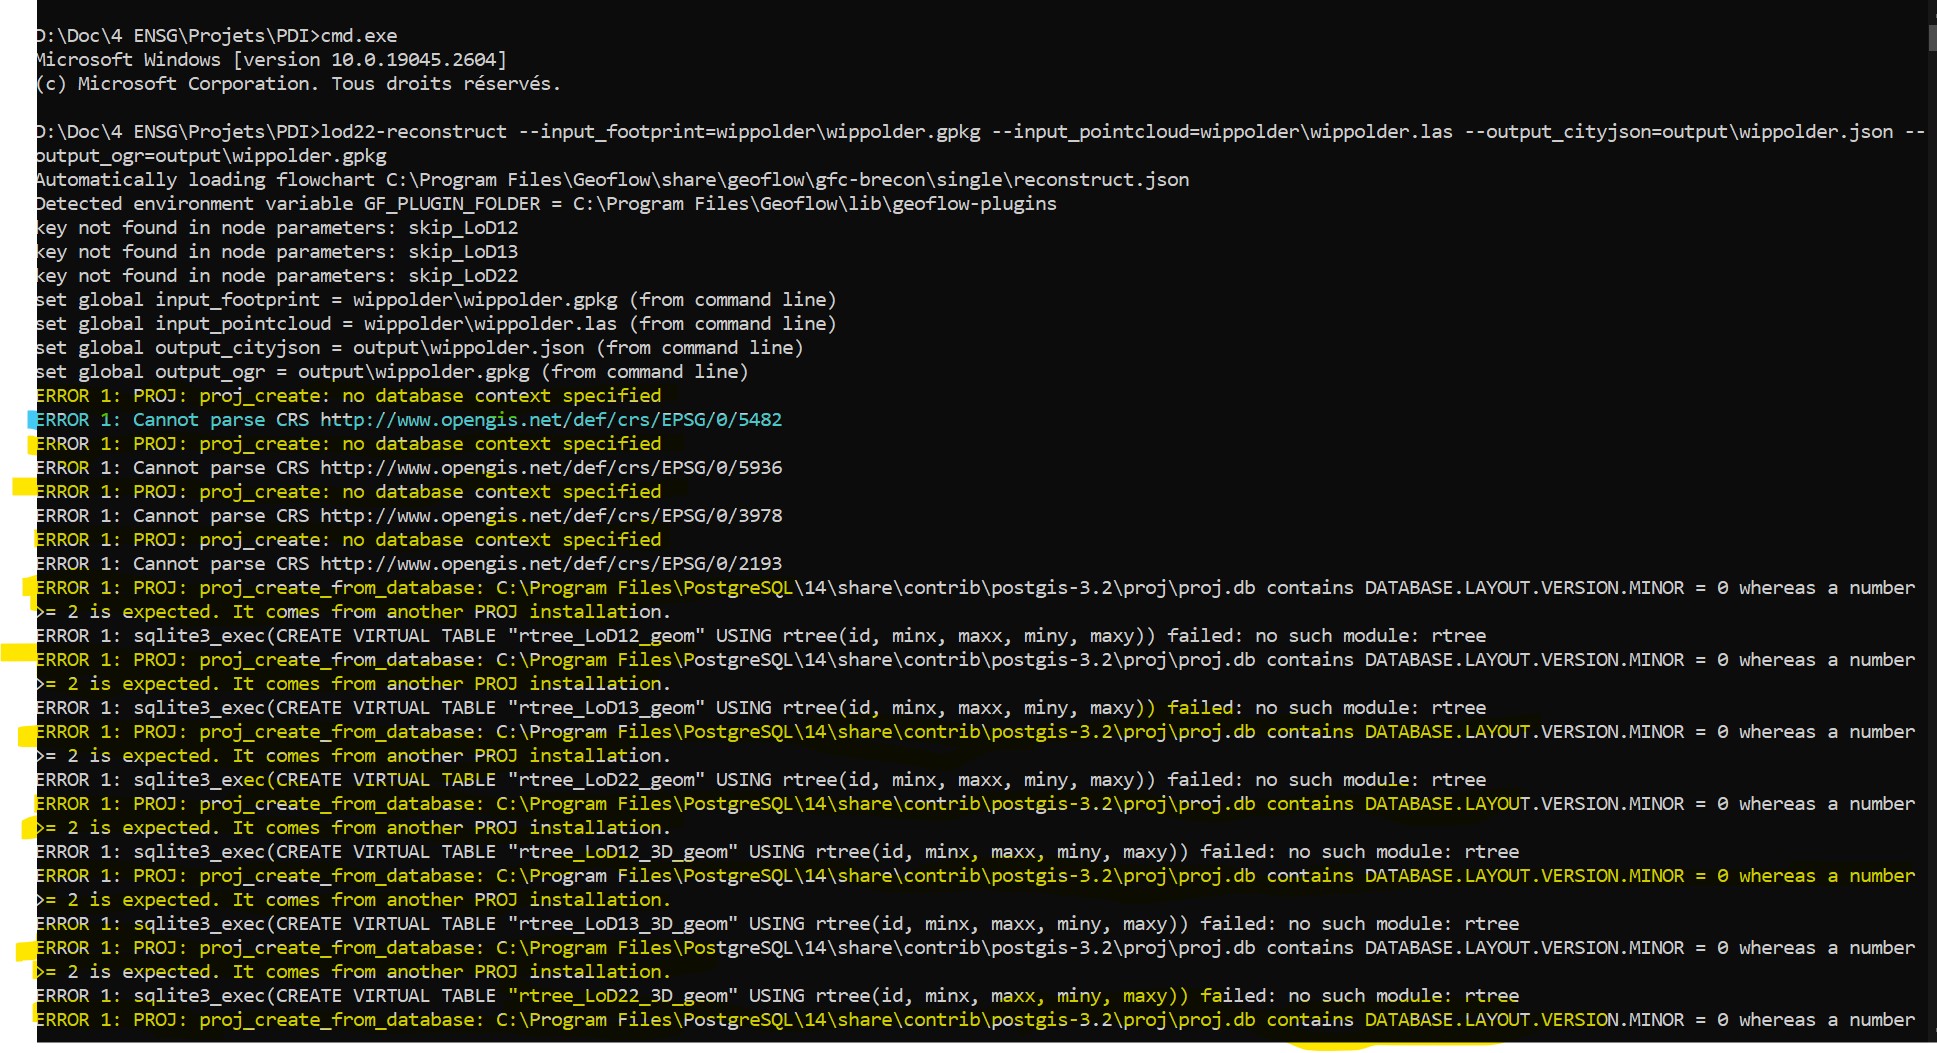 D:\Doc\4 ENSG\Projets\PDI>cmd.exe
Microsoft Windows [version 10.0.19045.2604]
(c) Microsoft Corporation. Tous droits réservés.
D:\Doc\4 ENSG\Projets\PDI>lod22-reconstruct --input_footprint=wippolder\wippolder.gpkg --input_pointcloud=wippolder\wippolder.las --output_cityjson=output\wippolder.json --
output_ogr=output\wippolder.gpkg
Automatically loading flowchart C:\Program Files\Geoflow\share\geoflow\gfc-brecon\single\reconstruct.json
Detected environment variable GF_PLUGIN_FOLDER = C:\Program Files\Geoflow\lib\geoflow-plugins
key not found in node parameters: skip_LoD12
key not found in node parameters: skip_LoD13
key not found in node parameters: skip_LoD22
set global input_footprint = wippolder\wippolder.gpkg (from command line)
set global input_pointcloud = wippolder\wippolder.las (from command line)
set global output_cityjson = output\wippolder.json (from command line)
set global output_ogr = output\wippolder.gpkg (from command line)
ERROR 1: PROJ: proj_create: no database context specified
ERROR 1: Cannot parse CRS http://www.opengis.net/def/crs/EPSG/0/5482
ERROR 1: PROJ: proj_create: no database context specified
ERROR 1: Cannot parse CRS http://www.opengis.net/def/crs/EPSG/0/5936
ERROR 1: PROJ: proj_create: no database context specified
ERROR 1: Cannot parse CRS http://www.opengis.net/def/crs/EPSG/0/3978
ERROR 1: PROJ: proj_create: no database context specified
ERROR 1: Cannot parse CRS http://www.opengis.net/def/crs/EPSG/0/2193
ERROR 1: PROJ: proj_create_from_database: C:\Program Files\PostgreSQL\14\share\contrib\postgis-3.2\proj\proj.db contains DATABASE.LAYOUT.VERSION.MINOR = 0 whereas a number
>= 2 is expected. It comes from another PROJ installation.
ERROR 1: sqlite3_exec(CREATE VIRTUAL TABLE "rtree_LoD12_geom" USING rtree(id, minx, maxx, miny, maxy)) failed: no such module: rtree
ERROR 1: PROJ: proj_create_from_database: C:\Program Files\PostgreSQL\14\share\contrib\postgis-3.2\proj\proj.db contains DATABASE.LAYOUT.VERSION.MINOR = 0 whereas a number
>= 2 is expected. It comes from another PROJ installation.
ERROR 1: sqlite3_exec(CREATE VIRTUAL TABLE "rtree_LoD13_geom" USING rtree(id, minx, maxx, miny, maxy)) failed: no such module: rtree
ERROR 1: PROJ: proj_create_from_database: C:\Program Files\PostgreSQL\14\share\contrib\postgis-3.2\proj\proj.db contains DATABASE.LAYOUT.VERSION.MINOR = 0 whereas a number
>= 2 is expected. It comes from another PROJ installation.
ERROR 1: sqlite3_exec(CREATE VIRTUAL TABLE "rtree_LoD22_geom" USING rtree(id, minx, maxx, miny, maxy)) failed: no such module: rtree
ERROR 1: PROJ: proj_create_from_database: C:\Program Files\PostgreSQL\14\share\contrib\postgis-3.2\proj\proj.db contains DATABASE.LAYOUT.VERSION.MINOR = 0 whereas a number
>= 2 is expected. It comes from another PROJ installation.
ERROR 1: sqlite3_exec(CREATE VIRTUAL TABLE "rtree_LoD12_3D_geom" USING rtree(id, minx, maxx, miny, maxy)) failed: no such module: rtree
ERROR 1: PROJ: proj_create_from_database: C:\Program Files\PostgreSQL\14\share\contrib\postgis-3.2\proj\proj.db contains DATABASE.LAYOUT.VERSION.MINOR = 0 whereas a number
>= 2 is expected. It comes from another PROJ installation.
ERROR 1: sqlite3_exec(CREATE VIRTUAL TABLE "rtree_LoD13_3D_geom" USING rtree(id, minx, maxx, miny, maxy)) failed: no such module: rtree
ERROR 1: PROJ: proj_create_from_database: C:\Program Files\PostgreSQL\14\share\contrib\postgis-3.2\proj\proj.db contains DATABASE.LAYOUT.VERSION.MINOR = 0 whereas a number
>= 2 is expected. It comes from another PROJ installation.
ERROR 1: sqlite3_exec(CREATE VIRTUAL TABLE "rtree_LoD22_3D_geom" USING rtree(id, minx, maxx, miny, maxy)) failed: no such module: rtree
ERROR 1: PROJ: proj_create_from_database: C:\Program Files\PostgreSQL\14\share\contrib\postgis-3.2\proj\proj.db contains DATABASE.LAYOUT.VERSION.MINOR = 0 whereas a number